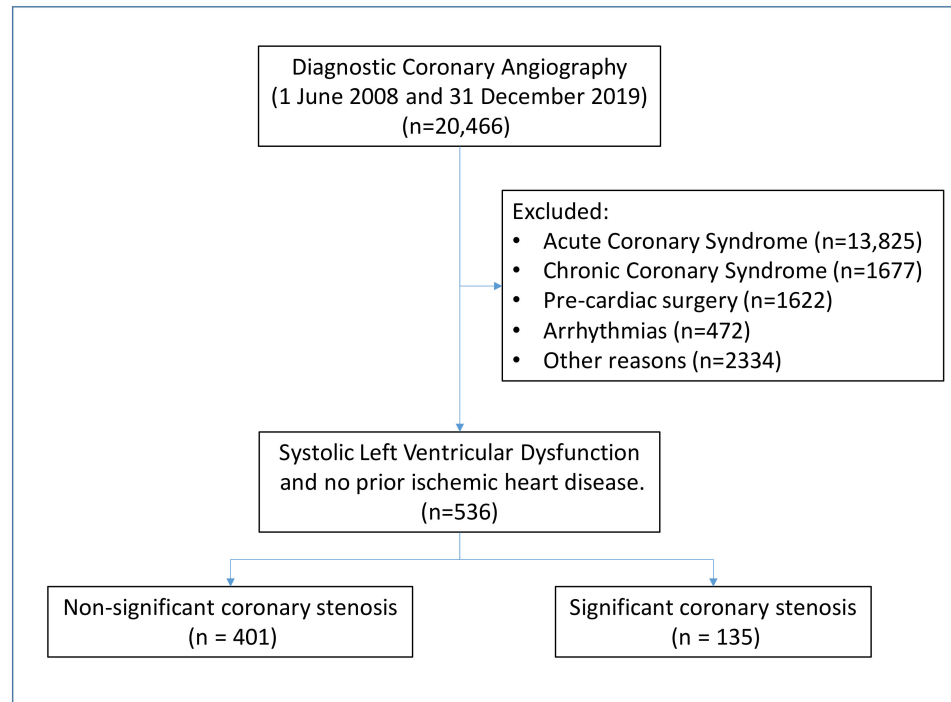 Diagnostic Coronary Angiography
(1 June 2008 and 31 December 2019)
(n=20,466)
Excluded:
• Acute Coronary Syndrome (n=13,825)
• Chronic Coronary Syndrome (n=1677)
• Pre-cardiac surgery (n=1622)
• Arrhythmias (n=472)
• Other reasons (n=2334)
Systolic Left Ventricular Dysfunction
and no prior ischemic heart disease.
(n=536)
Non-significant coronary stenosis
(n = 401)
Significant coronary stenosis
(n = 135)